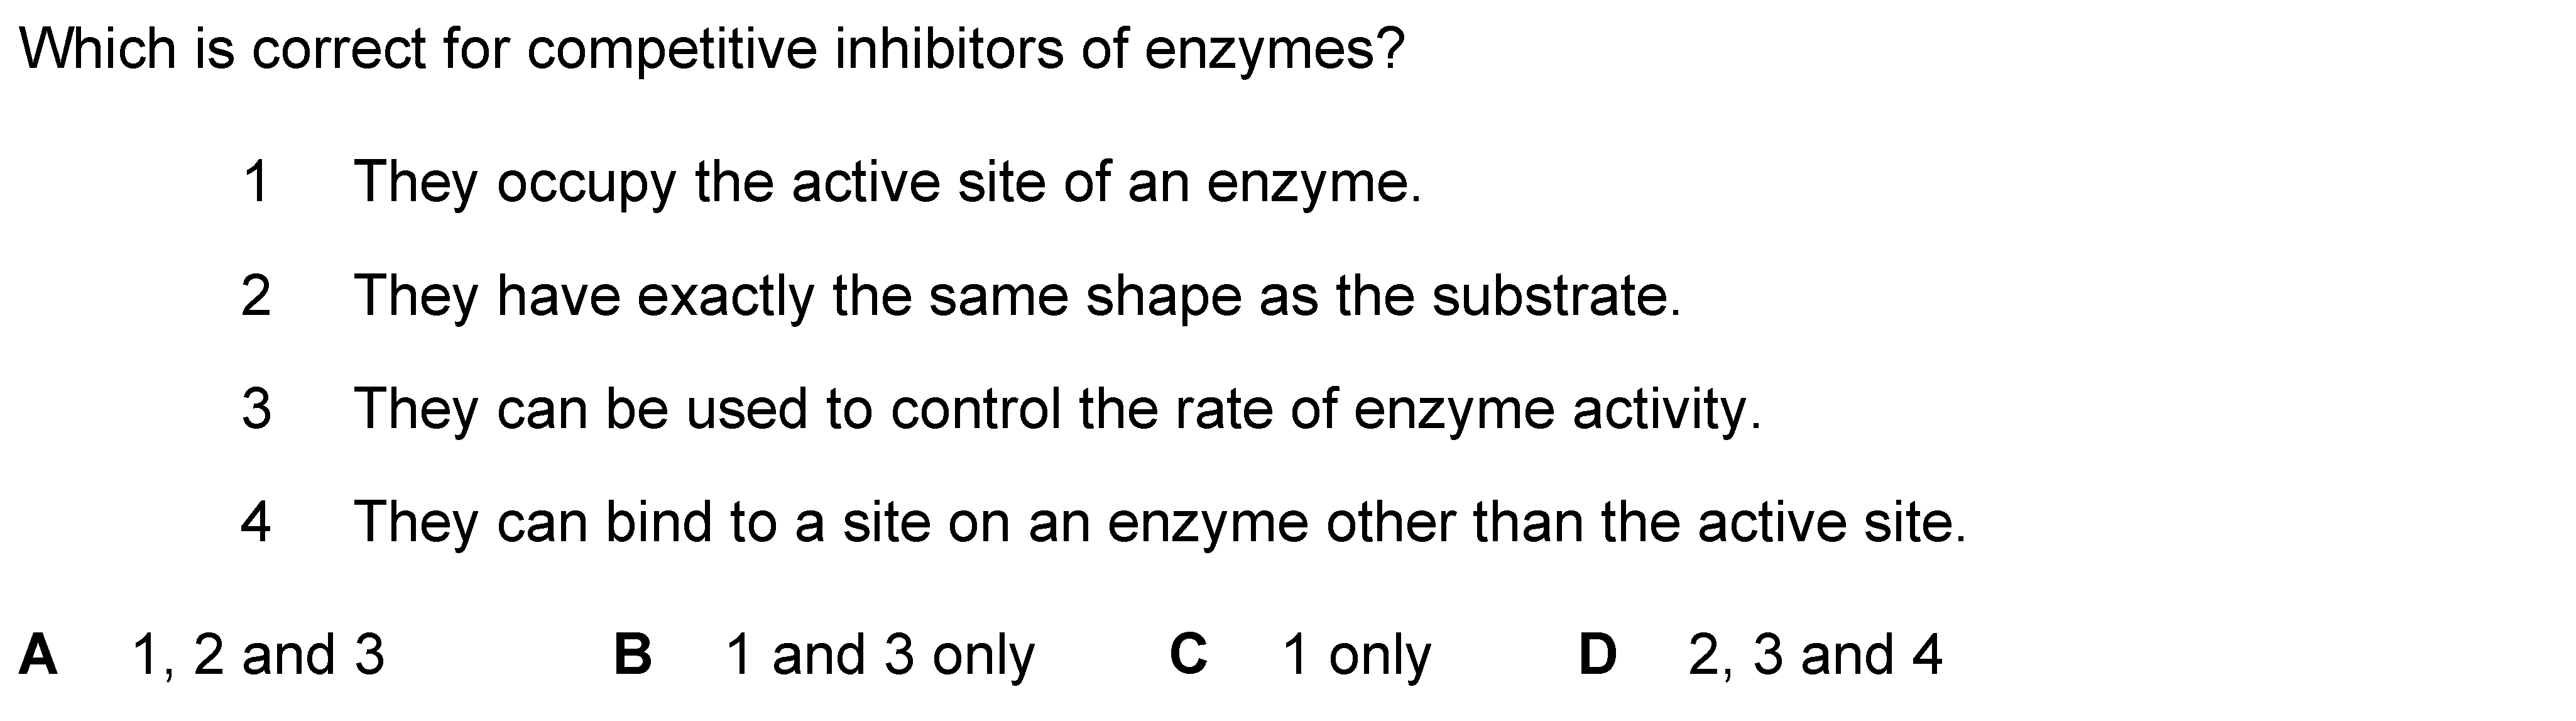 Which is correct for competitive inhibitors of enzymes?
1 They occupy the active site of an enzyme.
2 They have exactly the same shape as the substrate.
3 They can be used to control the rate of enzyme activity.
4 They can bind to a site on an enzyme other than the active site.
A 1, 2 and 3 B 1 and 3 only C 1 only D 2, 3 and 4